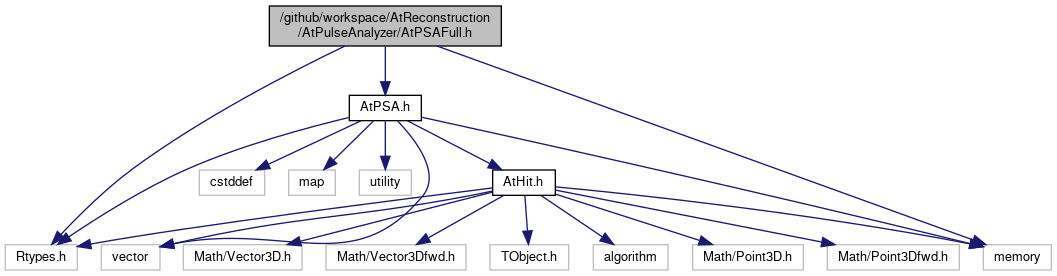 /github/workspace/AtReconstruction
/AtPulseAnalyzer/AtPSAFull.h
AtPSA.h
cstddef
map
utility
AtHit.h
Rtypes.h
vector
Math/Vector3D.h
Math/Vector3Dfwd.h
TObject.h
algorithm
Math/Point3D.h
Math/Point3Dfwd.h
memory